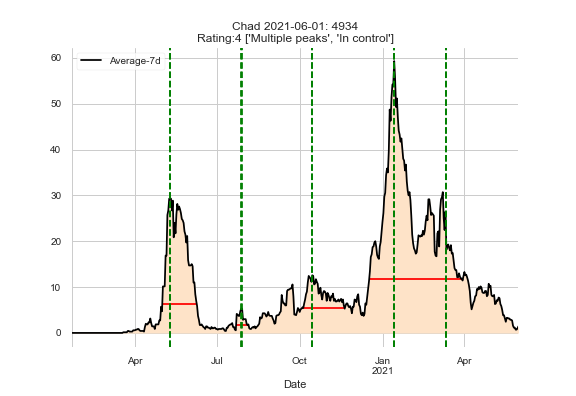 Chad 2021-06-01: 4934
Rating:4 ['Multiple peaks', 'In control']
Average-7d
60
50
40
30
20
10
0
Apr
Jul
Oct
Jan
2021
Apr
Date